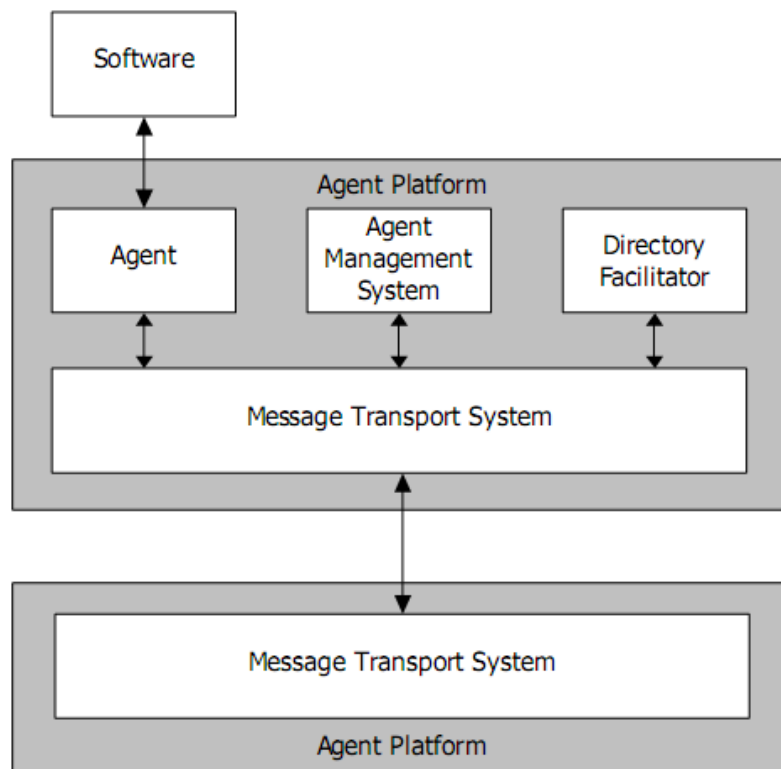 Software
Agent Platform
Agent
Agent
Management
System
Directory
Facilitator
Message Transport System
Message Transport System
Agent Platform